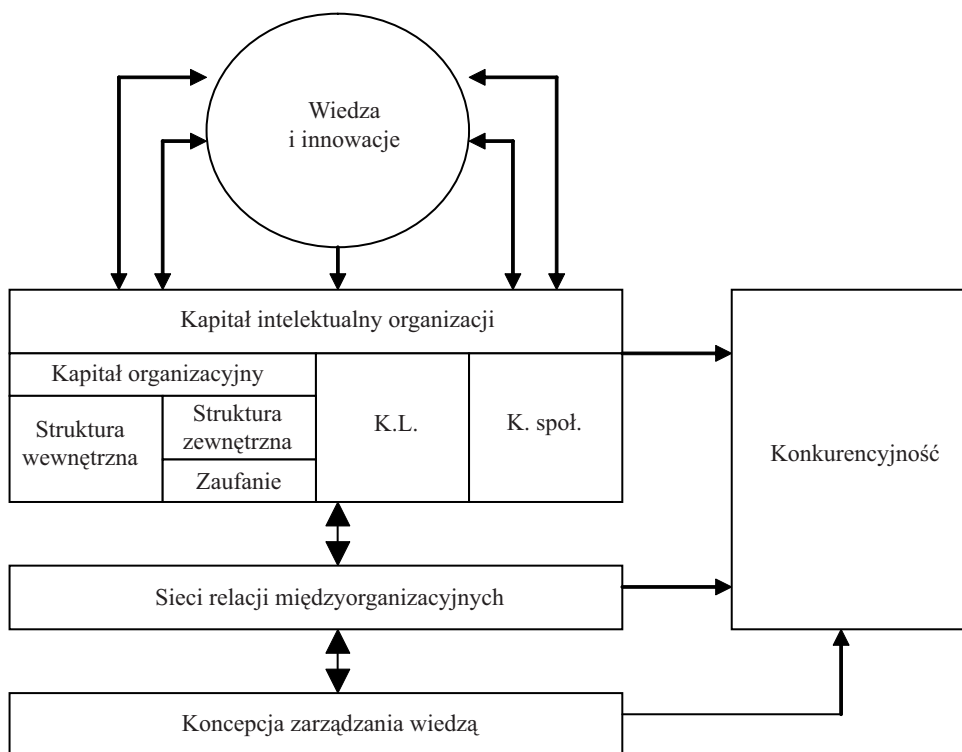 Wiedza
i innowacje
Kapitał intelektualny organizacji
Kapitał organizacyjny
Struktura
wewnętrzna
Struktura
zewnętrzna
Zaufanie
K.L.
K. społ.
Konkurencyjność
Sieci relacji międzyorganizacyjnych
Koncepcja zarządzania wiedzą